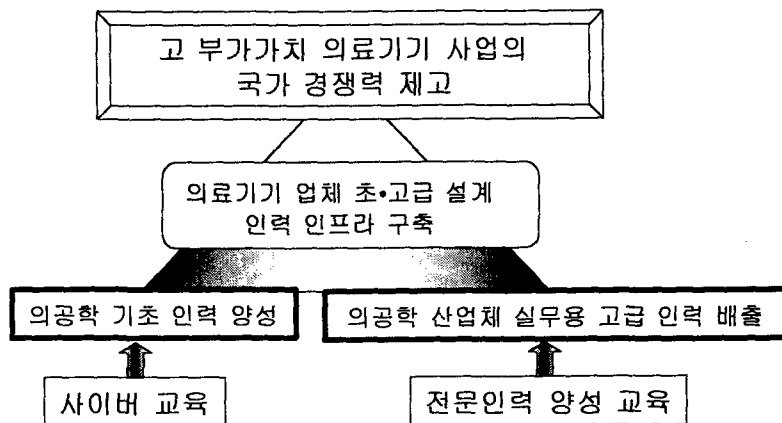 고 부가가치 의료기기 사업의
국가 경쟁력 제고
의료기기 업체 초•고급 설계
인력 인프라 구축
의공학 기초 인력 양성
의공학 산업체 실무용 고급 인력 배출
사이버 교육
전문인력 양성 교육